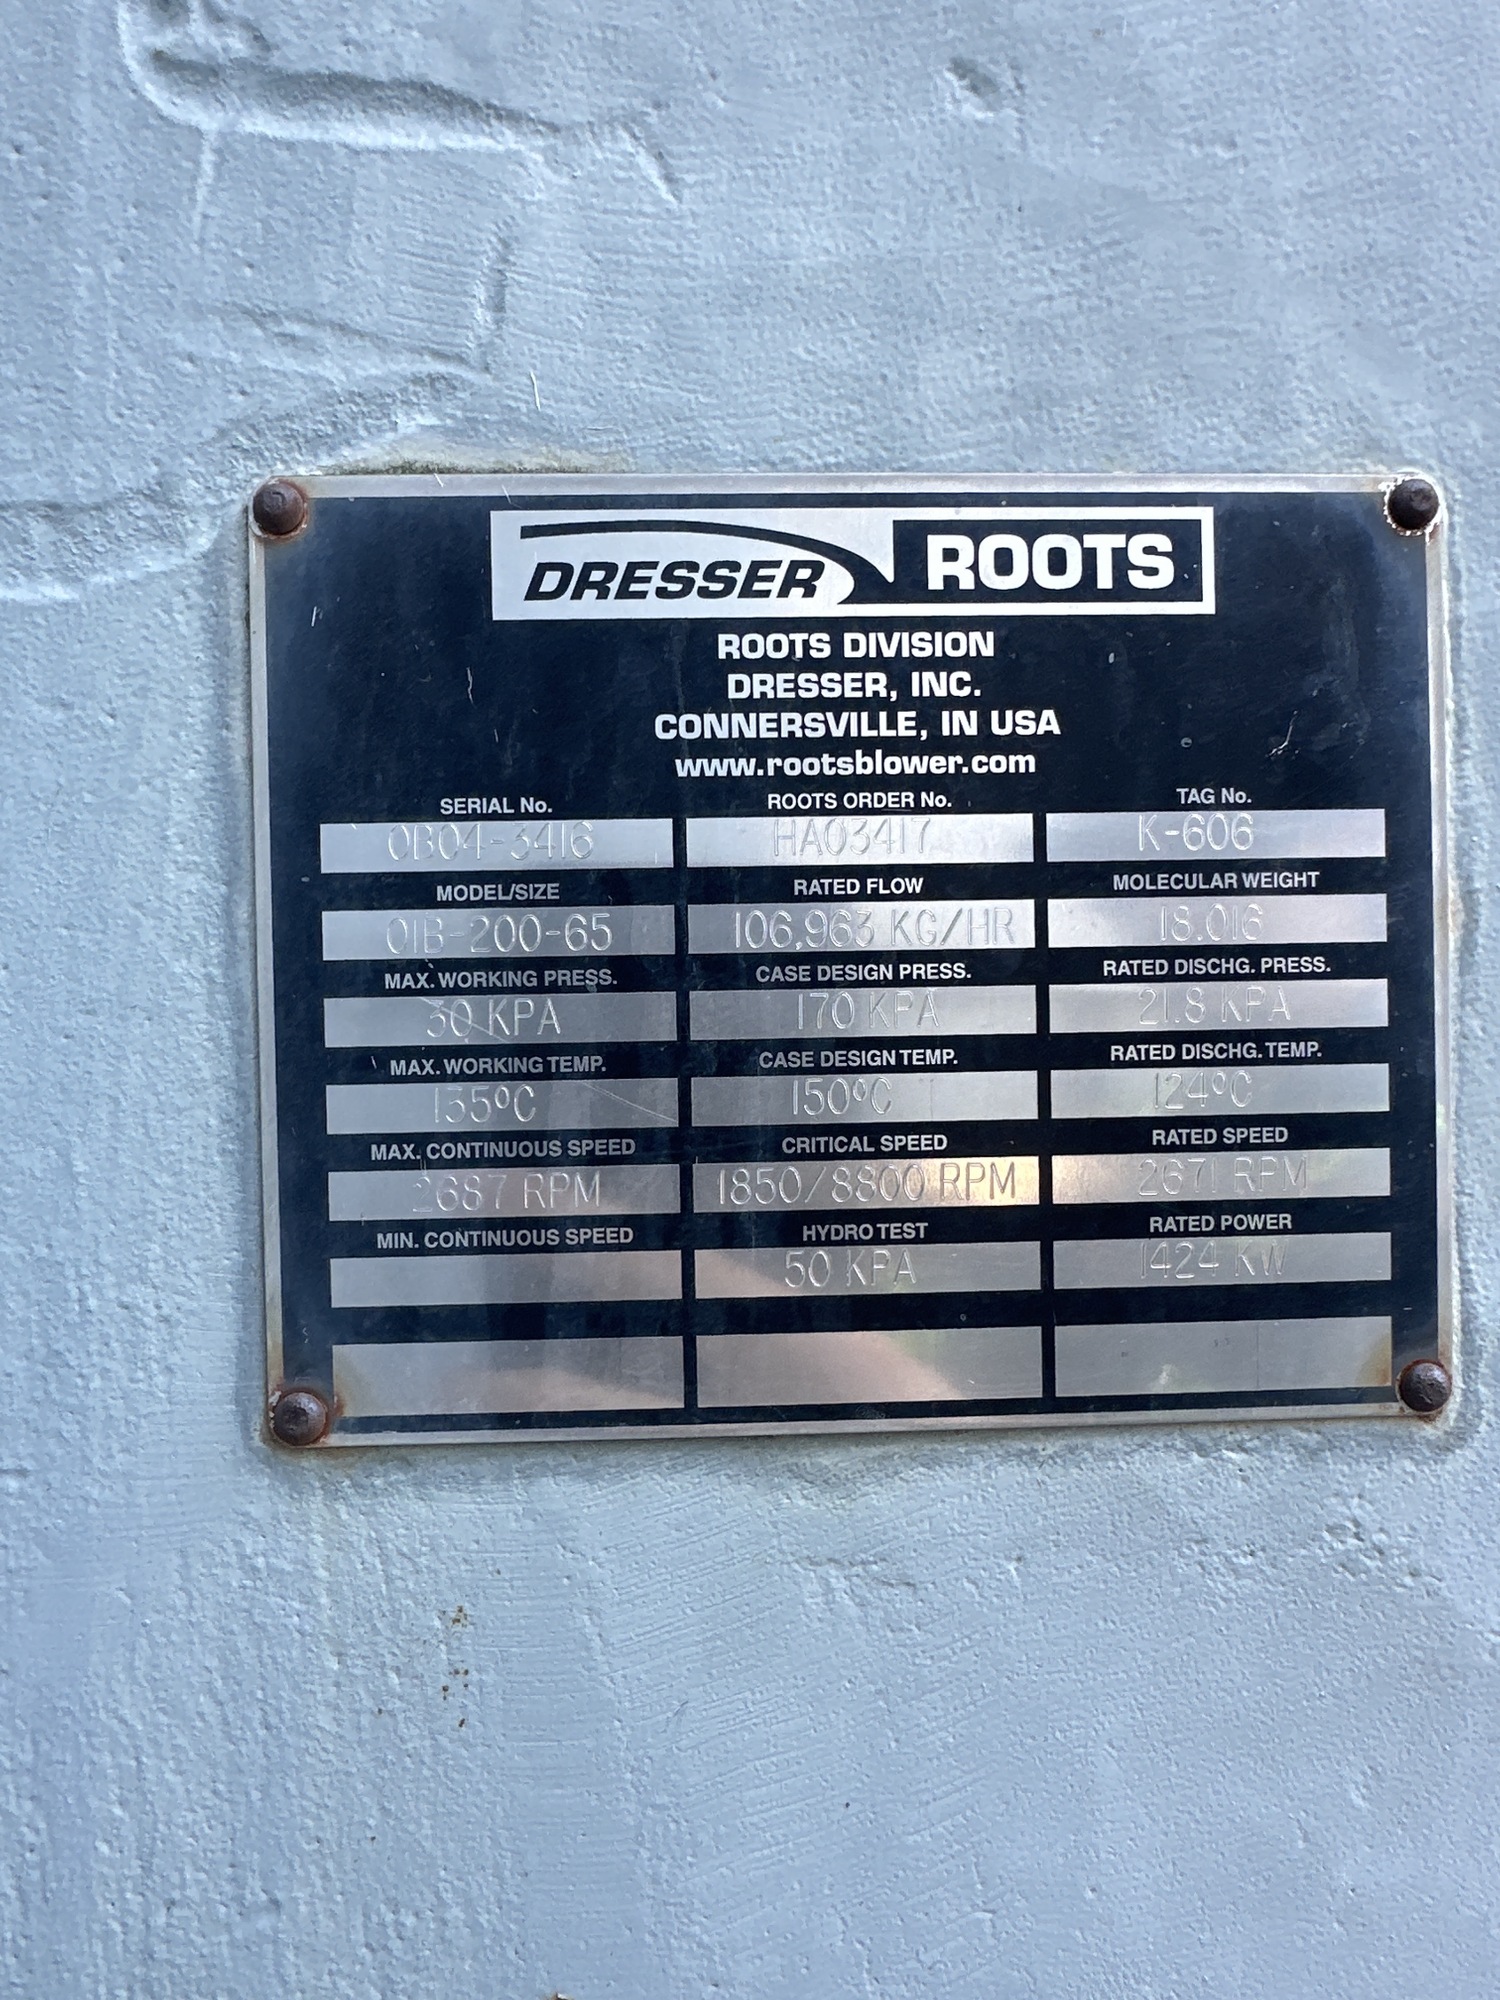 DRESSER ROOTS
ROOTS DIVISION
DRESSER, INC.
CONNERSVILLE, IN USA
www.rootsblower.com
SERIAL No. ROOTS ORDER No. TAG No.
0B04-3416 HA03417 K-606
MODEL/SIZE RATED FLOW MOLECULAR WEIGHT
OIB-200-65 106,963 KG/HR 18.016
MAX. WORKING PRESS. CASE DESIGN PRESS. RATED DISCHG. PRESS.
30 KPA 170 KPA 21.8 KPA
MAX. WORKING TEMP. CASE DESIGN TEMP. RATED DISCHG. TEMP.
135°C 150°C 124°C
MAX. CONTINUOUS SPEED CRITICAL SPEED RATED SPEED
2687 RPM 1850/8800 RPM 2671 RPM
MIN. CONTINUOUS SPEED HYDRO TEST RATED POWER
50 KPA 1424 KW